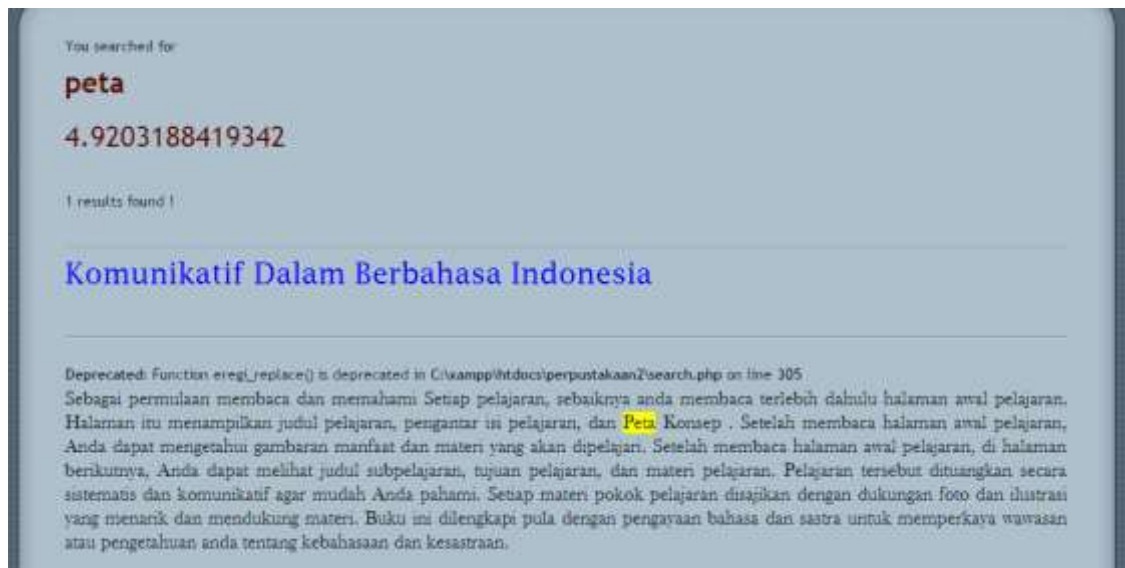 You searched for
peta
4.9203188419342
1 results found !
Komunikatif Dalam Berbahasa Indonesia
Deprecated: Function eregi_replace() is deprecated in C:\xampp\htdocs\perpustakaan2\search.php on line 305
Sebagai permulaan membaca dan memahami Setiap pelajaran, sebaiknya anda membaca terlebih dahulu halaman awal pelajaran.
Halaman itu menampilkan judul pelajaran, pengantar isi pelajaran, dan Peta Konsep . Setelah membaca halaman awal pelajaran,
Anda dapat mengetahui gambaran manfaat dan materi yang akan dipelajari. Setelah membaca halaman awal pelajaran, di halaman
berikutnya, Anda dapat melihat judul subpelajaran, tujuan pelajaran, dan materi pelajaran. Pelajaran tersebut dituangkan secara
sistematis dan komunikatif agar mudah Anda pahami. Setiap materi pokok pelajaran disajikan dengan dukungan foto dan ilustrasi
yang menarik dan mendukung materi. Buku ini dilengkapi pula dengan pengayaan bahasa dan sastra untuk memperkaya wawasan
atau pengetahuan anda tentang kebahasaan dan kesastraan.